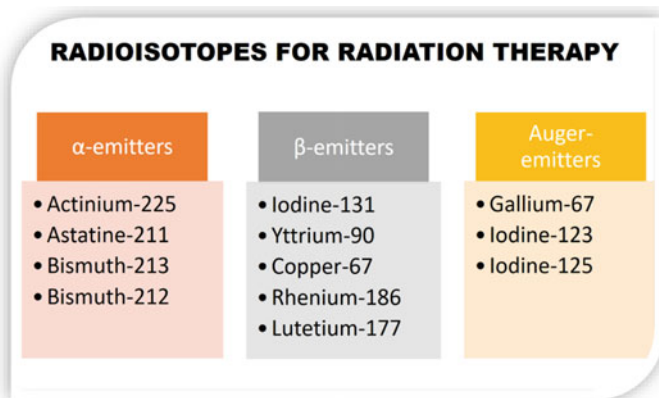 RADIOISOTOPES FOR RADIATION THERAPY
α-emitters
• Actinium-225
• Astatine-211
• Bismuth-213
• Bismuth-212
β-emitters
• Iodine-131
• Yttrium-90
• Copper-67
• Rhenium-186
• Lutetium-177
Auger-
emitters
• Gallium-67
• Iodine-123
• Iodine-125